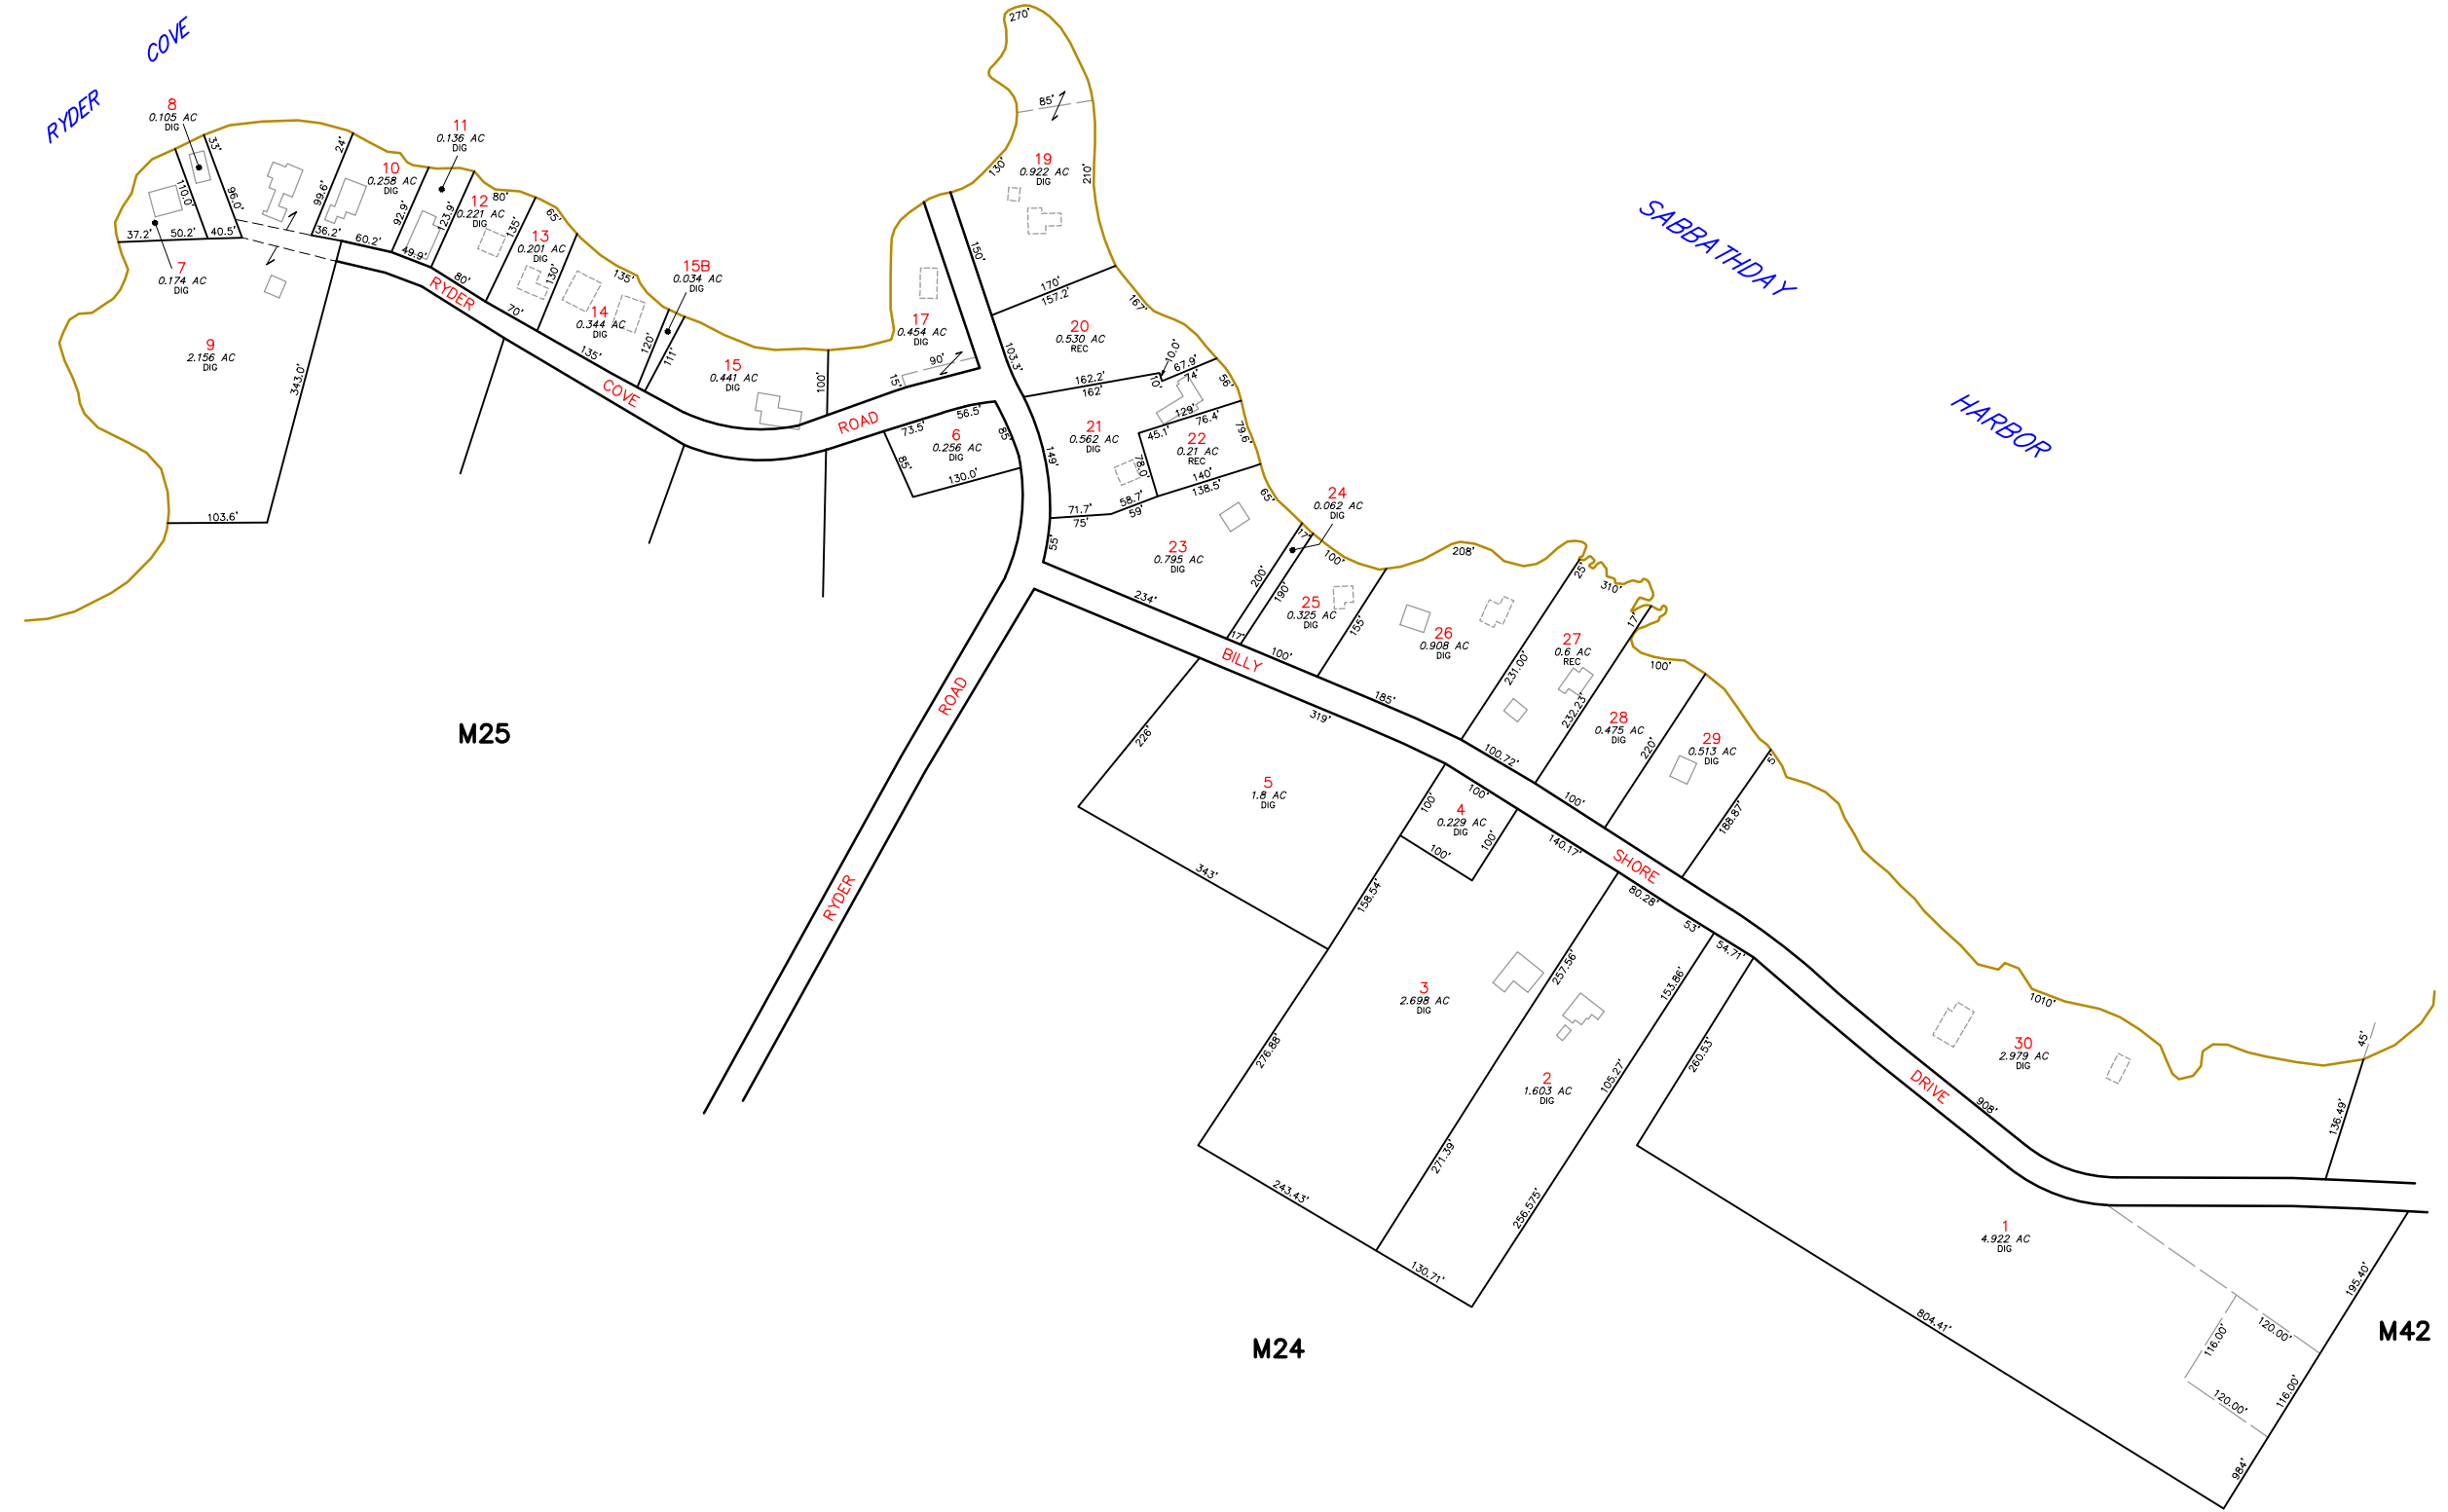 RYDER COVE
SABBATHDAY HARBOR
270'
85'
130'
210'
19
0.922 AC
DIG
8
0.105 AC
DIG
33'
110.0'
96.0'
24'
99.6'
10
0.258 AC
DIG
92.9'
11
0.136 AC
DIG
123.9'
12
0.221 AC
DIG
80'
135'
65'
13
0.201 AC
DIG
130'
37.2'
50.2'
40.5'
36.2'
60.2'
49.9'
80'
70'
7
0.174 AC
DIG
135'
14
0.344 AC
DIG
135'
15B
0.034 AC
DIG
120'
111'
15
0.441 AC
DIG
100'
17
0.454 AC
DIG
90'
15'
150'
170'
157.2'
167'
20
0.530 AC
REC
103.3'
10.0'
67.9'
10'
74'
56'
162.2'
162'
9
2.156 AC
DIG
343.0'
103.6'
RYDER
COVE
ROAD
73.5'
56.5'
85'
6
0.256 AC
DIG
85'
130.0'
21
0.562 AC
DIG
149'
129'
76.4'
45.1'
79.6'
22
0.21 AC
REC
78.0'
140'
138.5'
58.7'
59'
71.7'
75'
55'
65'
23
0.795 AC
DIG
234'
200'
17'
24
0.062 AC
DIG
190'
17'
100'
25
0.325 AC
DIG
155'
100'
208'
26
0.908 AC
DIG
185'
25'
310'
231.00'
27
0.6 AC
REC
17'
232.23'
100.72'
100'
28
0.475 AC
DIG
220'
100'
29
0.513 AC
DIG
5'
188.87'
BILLY
SHORE
DRIVE
ROAD
RYDER
M25
226'
319'
5
1.8 AC
DIG
343'
100'
100'
4
0.229 AC
DIG
100'
100'
140.17'
158.54'
80.28'
53'
54.71'
3
2.698 AC
DIG
257.56'
276.88'
153.86'
2
1.603 AC
DIG
105.27'
271.39'
256.575'
243.43'
130.71'
260.53'
1010'
30
2.979 AC
DIG
908'
45'
136.49'
1
4.922 AC
DIG
195.40'
120.00'
116.00'
120.00'
116.00'
804.41'
984'
M24
M42